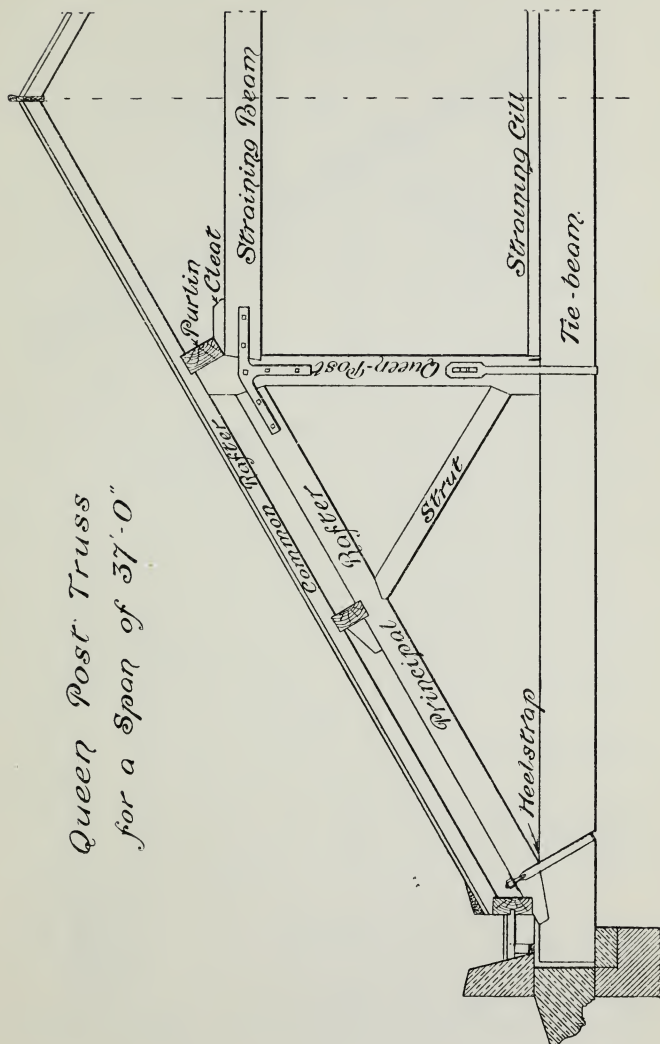 Queen Post Truss
for a Span of 37'-0"
Purlin
Cleat
Straining Beam
Common Rafter
Principal Rafter
Queen-Post
Strut
Straining Cill
Tie-beam.
Heelstrap